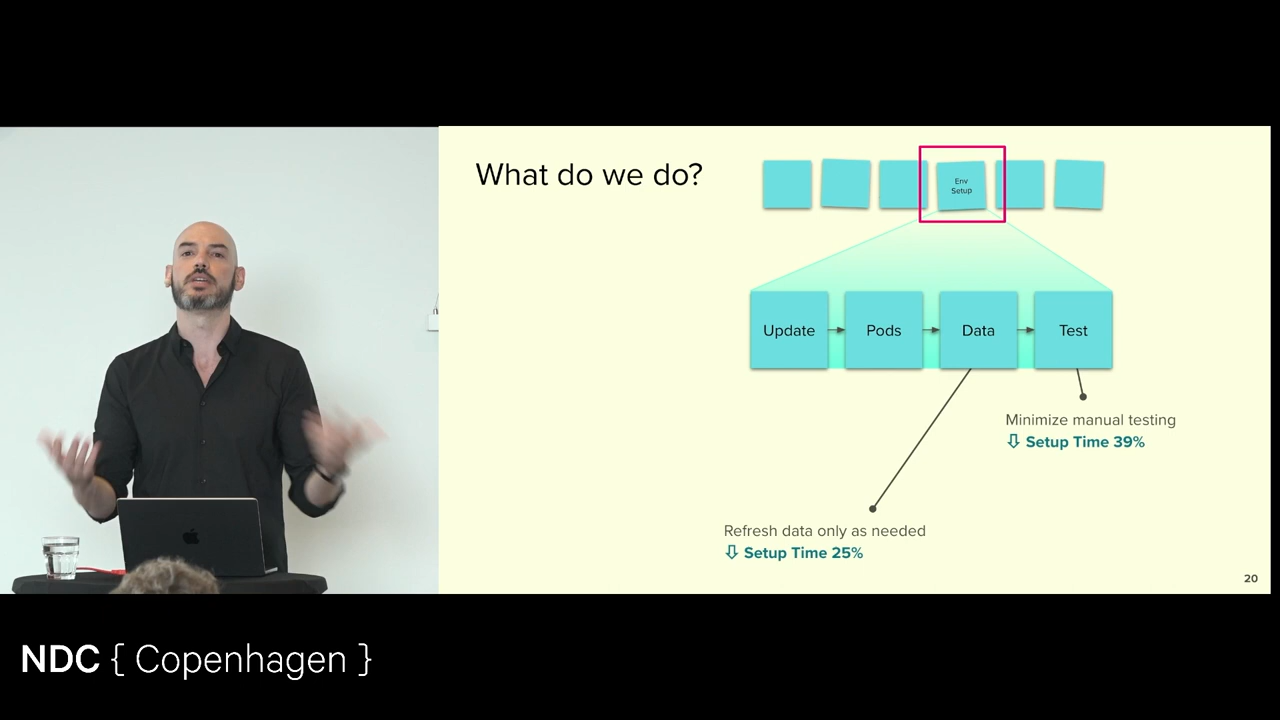 What do we do?
Env
Setup
Update
Pods
Data
Test
Minimize manual testing
⇩ Setup Time 39%
Refresh data only as needed
⇩ Setup Time 25%
20
NDC { Copenhagen }